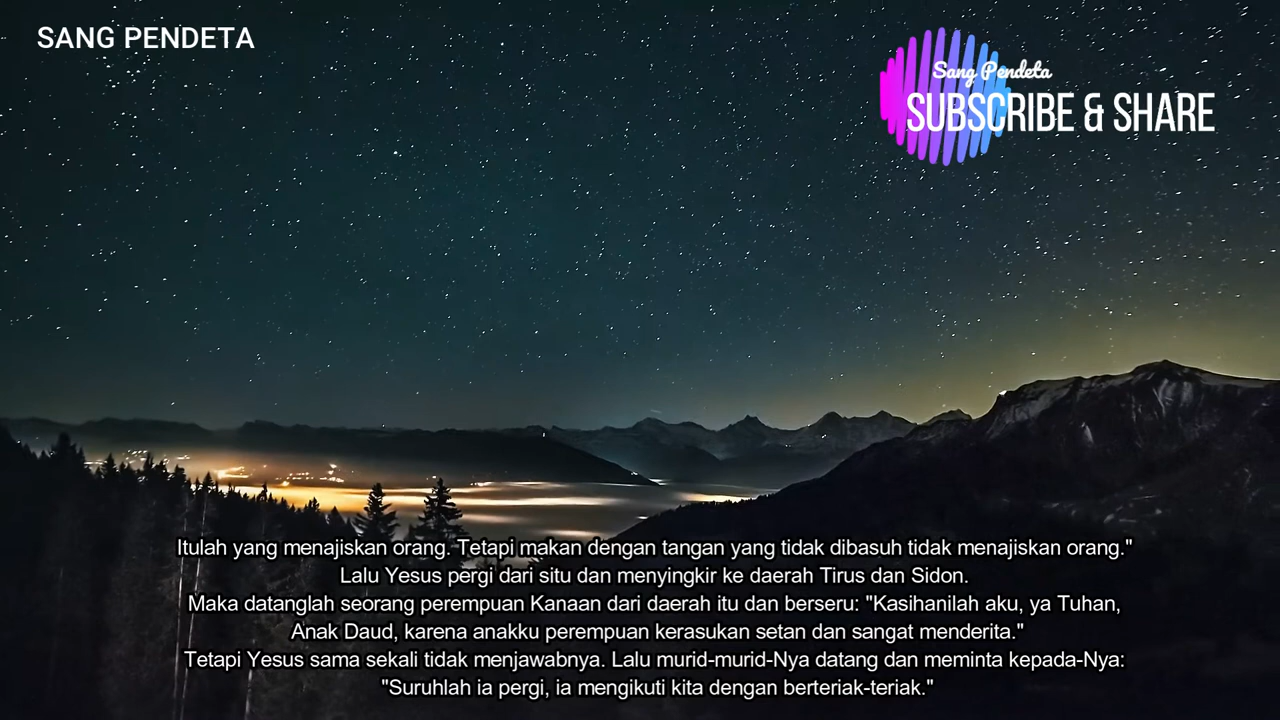 SANG PENDETA
Sang Pendeta
SUBSCRIBE & SHARE
Itulah yang menajiskan orang. Tetapi makan dengan tangan yang tidak dibasuh tidak menajiskan orang."
Lalu Yesus pergi dari situ dan menyingkir ke daerah Tirus dan Sidon.
Maka datanglah seorang perempuan Kanaan dari daerah itu dan berseru: "Kasihanilah aku, ya Tuhan,
Anak Daud, karena anakku perempuan kerasukan setan dan sangat menderita."
Tetapi Yesus sama sekali tidak menjawabnya. Lalu murid-murid-Nya datang dan meminta kepada-Nya:
"Suruhlah ia pergi, ia mengikuti kita dengan berteriak-teriak."